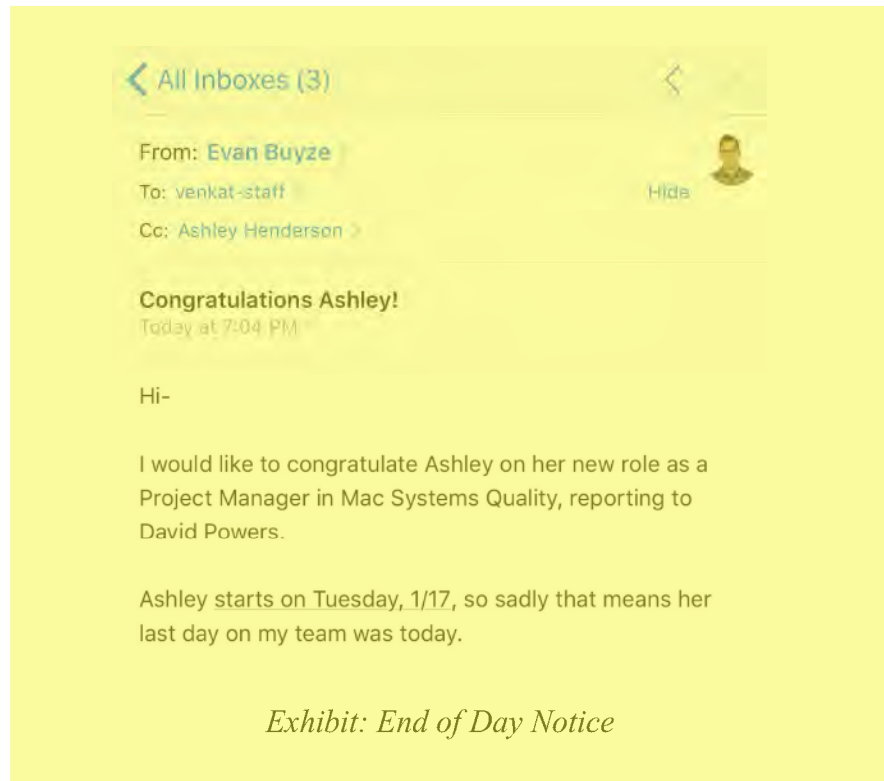 All Inboxes (3)
From: Evan Buyze
To: venkat-staff
Hide
Cc: Ashley Henderson
Congratulations Ashley!
Today at 7:04 PM
Hi-
I would like to congratulate Ashley on her new role as a
Project Manager in Mac Systems Quality, reporting to
David Powers.
Ashley starts on Tuesday, 1/17, so sadly that means her
last day on my team was today.
Exhibit: End of Day Notice